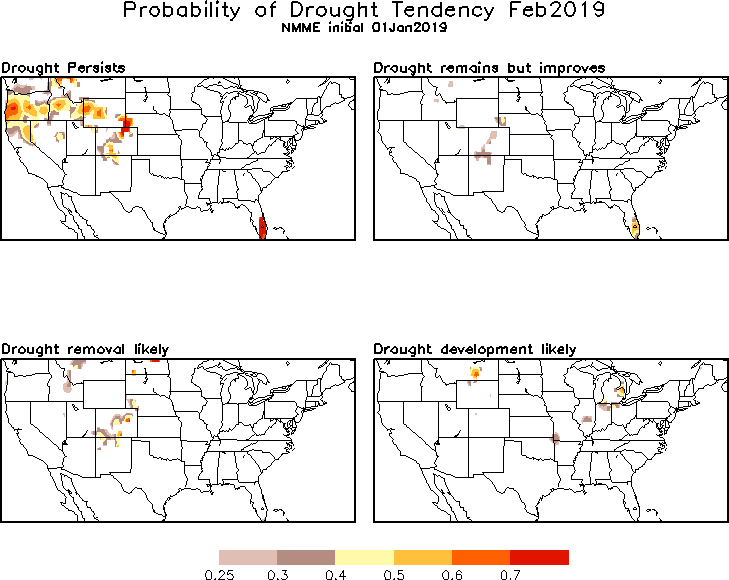 Probability of Drought Tendency Feb2019
NMME initial 01Jan2019
Drought Persists
Drought remains but improves
Drought removal likely
Drought development likely
0.25 0.3 0.4 0.5 0.6 0.7